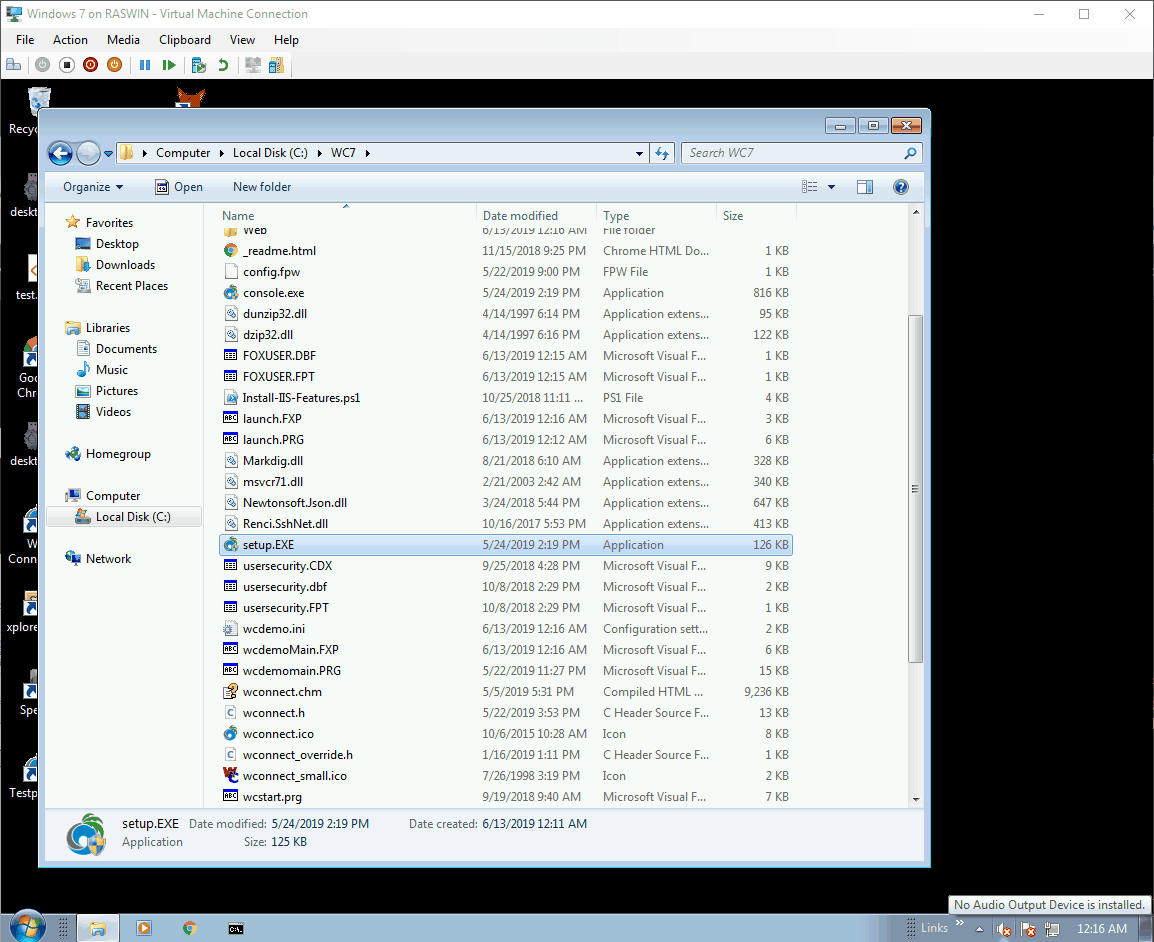 Windows 7 on RASWIN - Virtual Machine Connection
File Action Media Clipboard View Help
Computer Local Disk (C:) WC7 Search WC7
Organize Open New folder
Name Date modified Type Size
Web 6/13/2019 12:16 AM File folder
_readme.html 11/15/2018 9:25 PM Chrome HTML Do... 1 KB
config.fpw 5/22/2019 9:00 PM FPW File 1 KB
console.exe 5/24/2019 2:19 PM Application 816 KB
dunzip32.dll 4/14/1997 6:14 PM Application extens... 95 KB
dzip32.dll 4/14/1997 6:16 PM Application extens... 122 KB
FOXUSER.DBF 6/13/2019 12:15 AM Microsoft Visual F... 1 KB
FOXUSER.FPT 6/13/2019 12:15 AM Microsoft Visual F... 1 KB
Install-IIS-Features.ps1 10/25/2018 11:11 ... PS1 File 4 KB
launch.FXP 6/13/2019 12:16 AM Microsoft Visual F... 3 KB
launch.PRG 6/13/2019 12:12 AM Microsoft Visual F... 6 KB
Markdig.dll 8/21/2018 6:10 AM Application extens... 328 KB
msvcr71.dll 2/21/2003 2:42 AM Application extens... 340 KB
Newtonsoft.Json.dll 3/24/2018 5:44 PM Application extens... 647 KB
Renci.SshNet.dll 10/16/2017 5:53 PM Application extens... 413 KB
setup.EXE 5/24/2019 2:19 PM Application 126 KB
usersecurity.CDX 9/25/2018 4:28 PM Microsoft Visual F... 9 KB
usersecurity.dbf 10/8/2018 2:29 PM Microsoft Visual F... 2 KB
usersecurity.FPT 10/8/2018 2:29 PM Microsoft Visual F... 1 KB
wcdemo.ini 6/13/2019 12:16 AM Configuration sett... 2 KB
wcdemoMain.FXP 6/13/2019 12:16 AM Microsoft Visual F... 6 KB
wcdemomain.PRG 5/22/2019 11:27 PM Microsoft Visual F... 15 KB
wconnect.chm 5/5/2019 5:31 PM Compiled HTML ... 9,236 KB
wconnect.h 5/22/2019 3:53 PM C Header Source F... 13 KB
wconnect.ico 10/6/2015 10:28 AM Icon 8 KB
wconnect_override.h 1/16/2019 1:11 PM C Header Source F... 1 KB
wconnect_small.ico 7/26/1998 3:19 PM Icon 2 KB
wcstart.prg 9/19/2018 9:40 AM Microsoft Visual F... 7 KB
Favorites
Desktop
Downloads
Recent Places
Libraries
Documents
Music
Pictures
Videos
Homegroup
Computer
Local Disk (C:)
Network
setup.EXE Date modified: 5/24/2019 2:19 PM Date created: 6/13/2019 12:11 AM
Application Size: 125 KB
Recyc
deskt
test.
Goo
Chr
deskt
W
Conn
xplore
Spe
Testp
No Audio Output Device is installed.
Links 12:16 AM